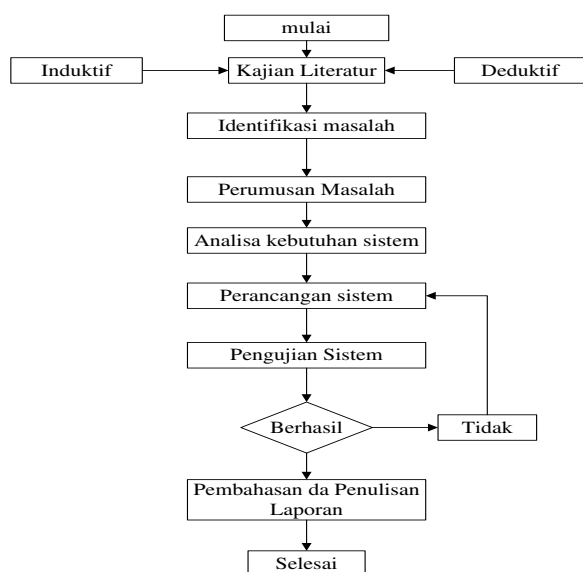 mulai
Induktif
Kajian Literatur
Deduktif
Identifikasi masalah
Perumusan Masalah
Analisa kebutuhan sistem
Perancangan sistem
Pengujian Sistem
Berhasil
Tidak
Pembahasan da Penulisan
Laporan
Selesai